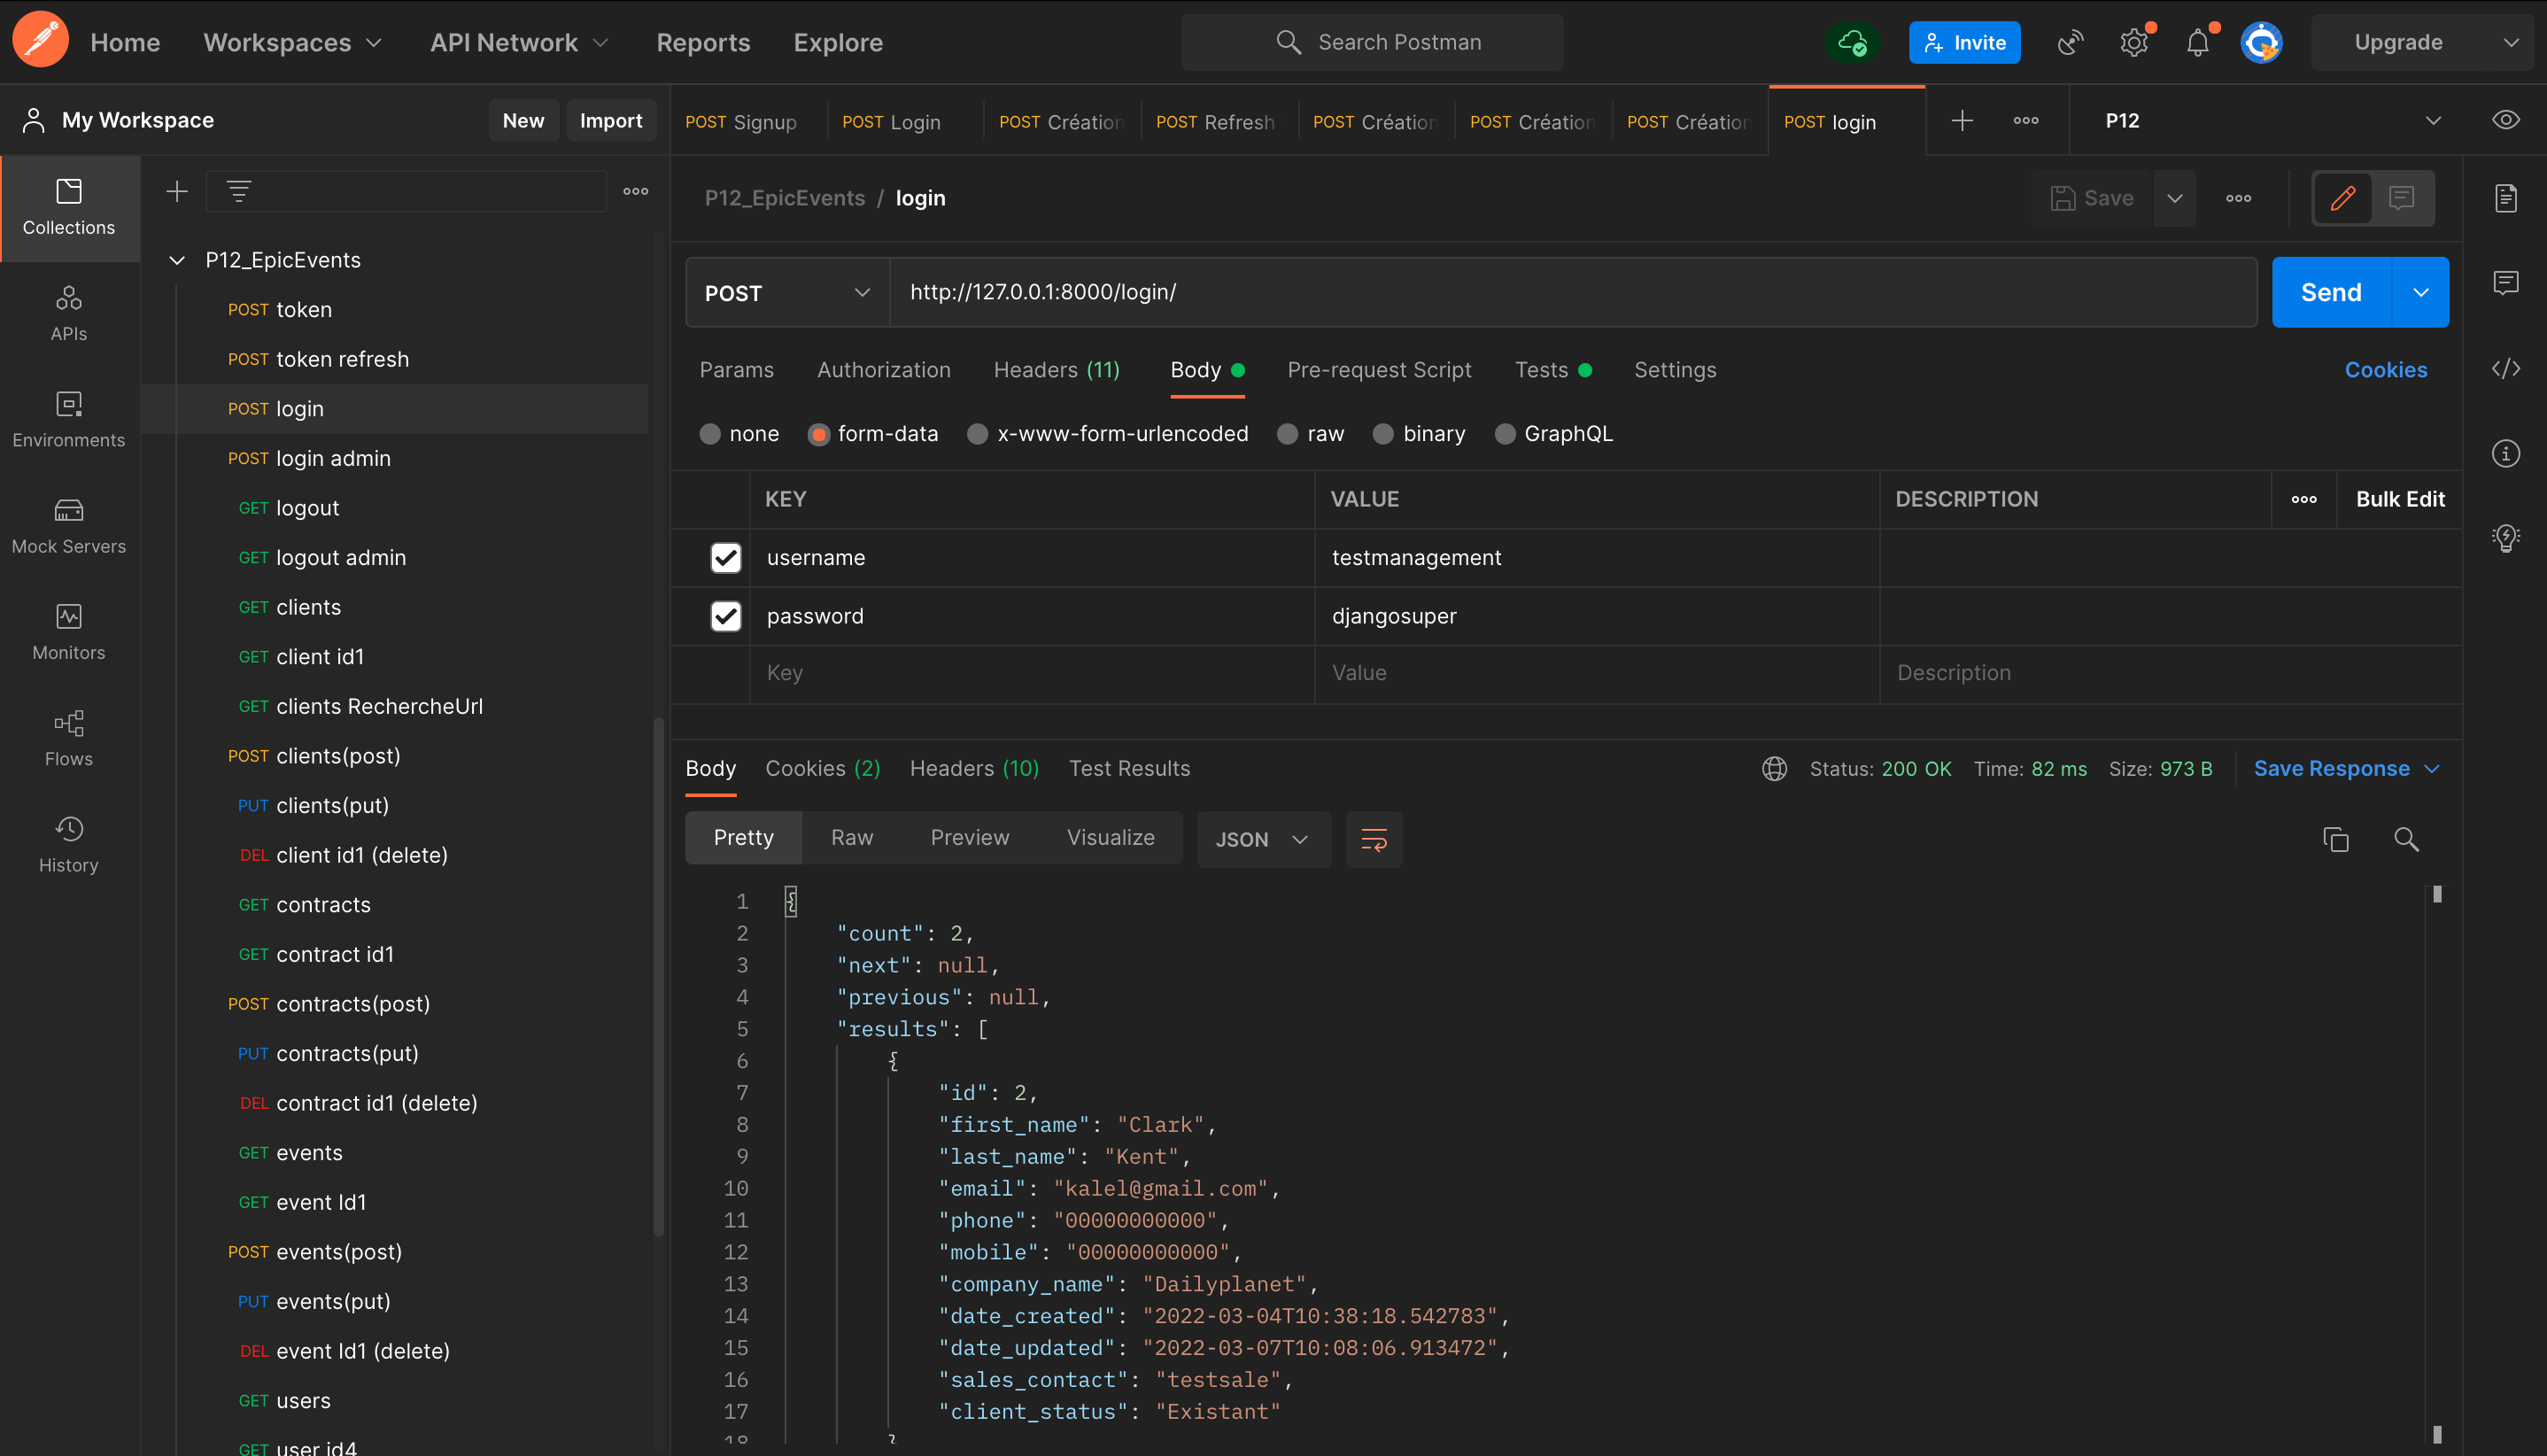 Home Workspaces API Network Reports Explore Search Postman Invite Upgrade
My Workspace New Import
POST Signup POST Login POST Création POST Refresh POST Création POST Création POST Création POST login P12
Collections
APIs
Environments
Mock Servers
Monitors
Flows
History
P12_EpicEvents
POST token
POST token refresh
POST login
POST login admin
GET logout
GET logout admin
GET clients
GET client id1
GET clients RechercheUrl
POST clients(post)
PUT clients(put)
DEL client id1 (delete)
GET contracts
GET contract id1
POST contracts(post)
PUT contracts(put)
DEL contract id1 (delete)
GET events
GET event Id1
POST events(post)
PUT events(put)
DEL event Id1 (delete)
GET users
GET user id4
P12_EpicEvents / login Save
POST http://127.0.0.1:8000/login/ Send
Params Authorization Headers (11) Body Pre-request Script Tests Settings Cookies
none form-data x-www-form-urlencoded raw binary GraphQL
KEY VALUE DESCRIPTION Bulk Edit
username testmanagement
password djangosuper
Key Value Description
Body Cookies (2) Headers (10) Test Results Status: 200 OK Time: 82 ms Size: 973 B Save Response
Pretty Raw Preview Visualize JSON
1 {
2 "count": 2,
3 "next": null,
4 "previous": null,
5 "results": [
6 {
7 "id": 2,
8 "first_name": "Clark",
9 "last_name": "Kent",
10 "email": "kalel@gmail.com",
11 "phone": "00000000000",
12 "mobile": "00000000000",
13 "company_name": "Dailyplanet",
14 "date_created": "2022-03-04T10:38:18.542783",
15 "date_updated": "2022-03-07T10:08:06.913472",
16 "sales_contact": "testsale",
17 "client_status": "Existant"
18 }